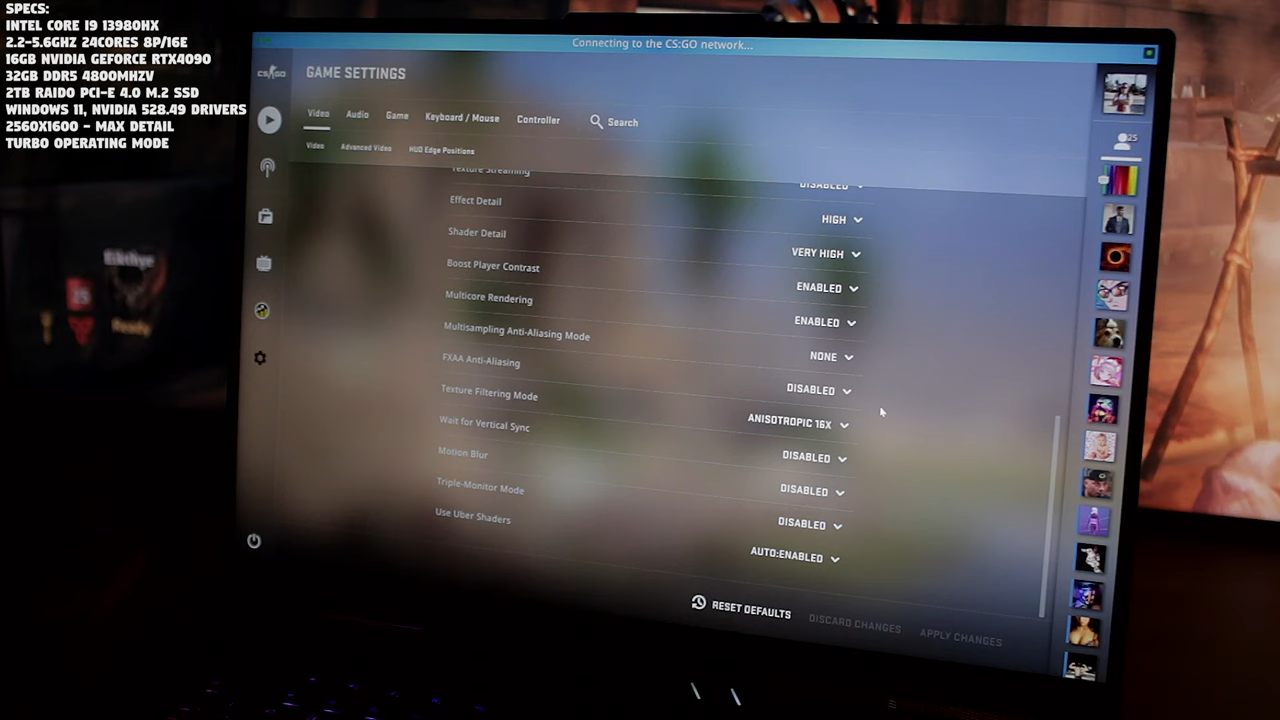 SPECS:
INTEL CORE I9 13980HX
2.2-5.6GHZ 24CORES 8P/16E
16GB NVIDIA GEFORCE RTX4090
32GB DDR5 4800MHZV
2TB RAIDO PCI-E 4.0 M.2 SSD
WINDOWS 11, NVIDIA 528.49 DRIVERS
2560X1600 - MAX DETAIL
TURBO OPERATING MODE
Connecting to the CS:GO network...
CS:GO
GAME SETTINGS
Video Audio Game Keyboard / Mouse Controller Search
Video Advanced Video HUD Edge Positions
25
Texture Streaming DISABLED
Effect Detail HIGH
Shader Detail VERY HIGH
Boost Player Contrast ENABLED
Multicore Rendering ENABLED
Multisampling Anti-Aliasing Mode NONE
FXAA Anti-Aliasing DISABLED
Texture Filtering Mode ANISOTROPIC 16X
Wait for Vertical Sync DISABLED
Motion Blur DISABLED
Triple-Monitor Mode DISABLED
Use Uber Shaders AUTO:ENABLED
RESET DEFAULTS DISCARD CHANGES APPLY CHANGES
25
Ready